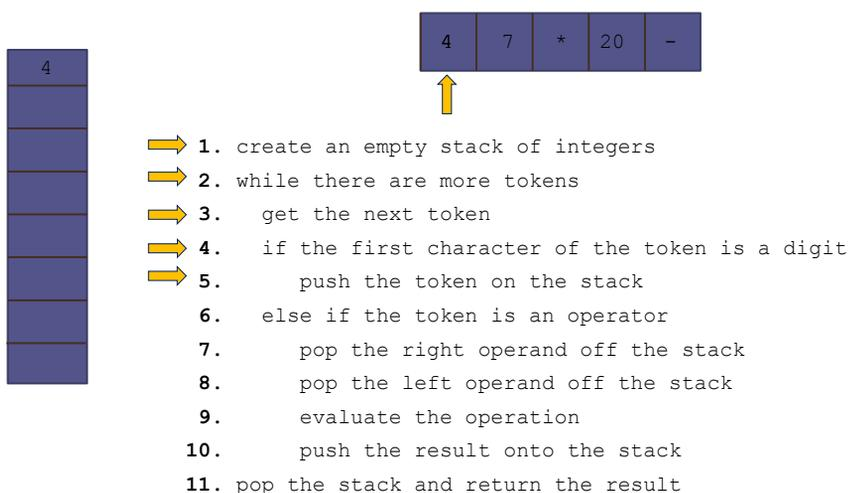 4 7 * 20 -
4
1. create an empty stack of integers
2. while there are more tokens
3. get the next token
4. if the first character of the token is a digit
5. push the token on the stack
6. else if the token is an operator
7. pop the right operand off the stack
8. pop the left operand off the stack
9. evaluate the operation
10. push the result onto the stack
11. pop the stack and return the result